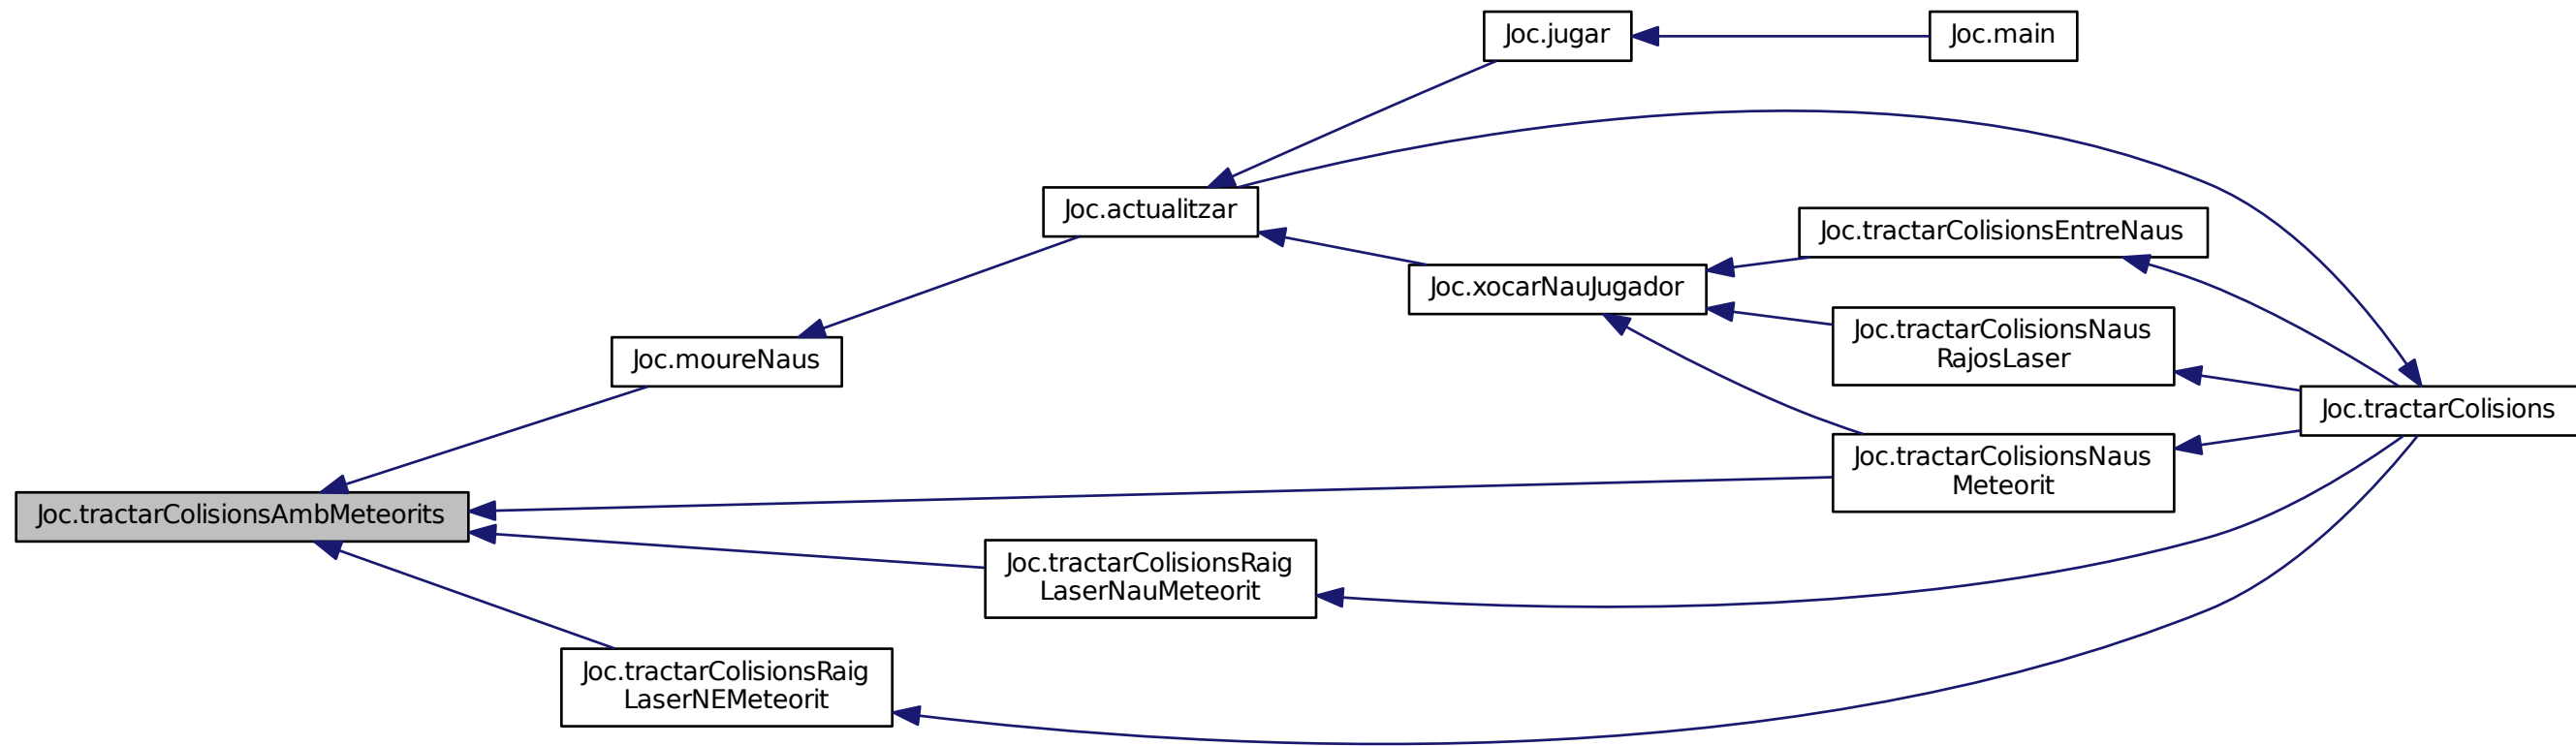 Joc.jugar
Joc.main
Joc.actualitzar
Joc.tractarColisionsEntreNaus
Joc.xocarNauJugador
Joc.tractarColisionsNaus
RajosLaser
Joc.moureNaus
Joc.tractarColisions
Joc.tractarColisionsNaus
Meteorit
Joc.tractarColisionsAmbMeteorits
Joc.tractarColisionsRaig
LaserNauMeteorit
Joc.tractarColisionsRaig
LaserNEMeteorit